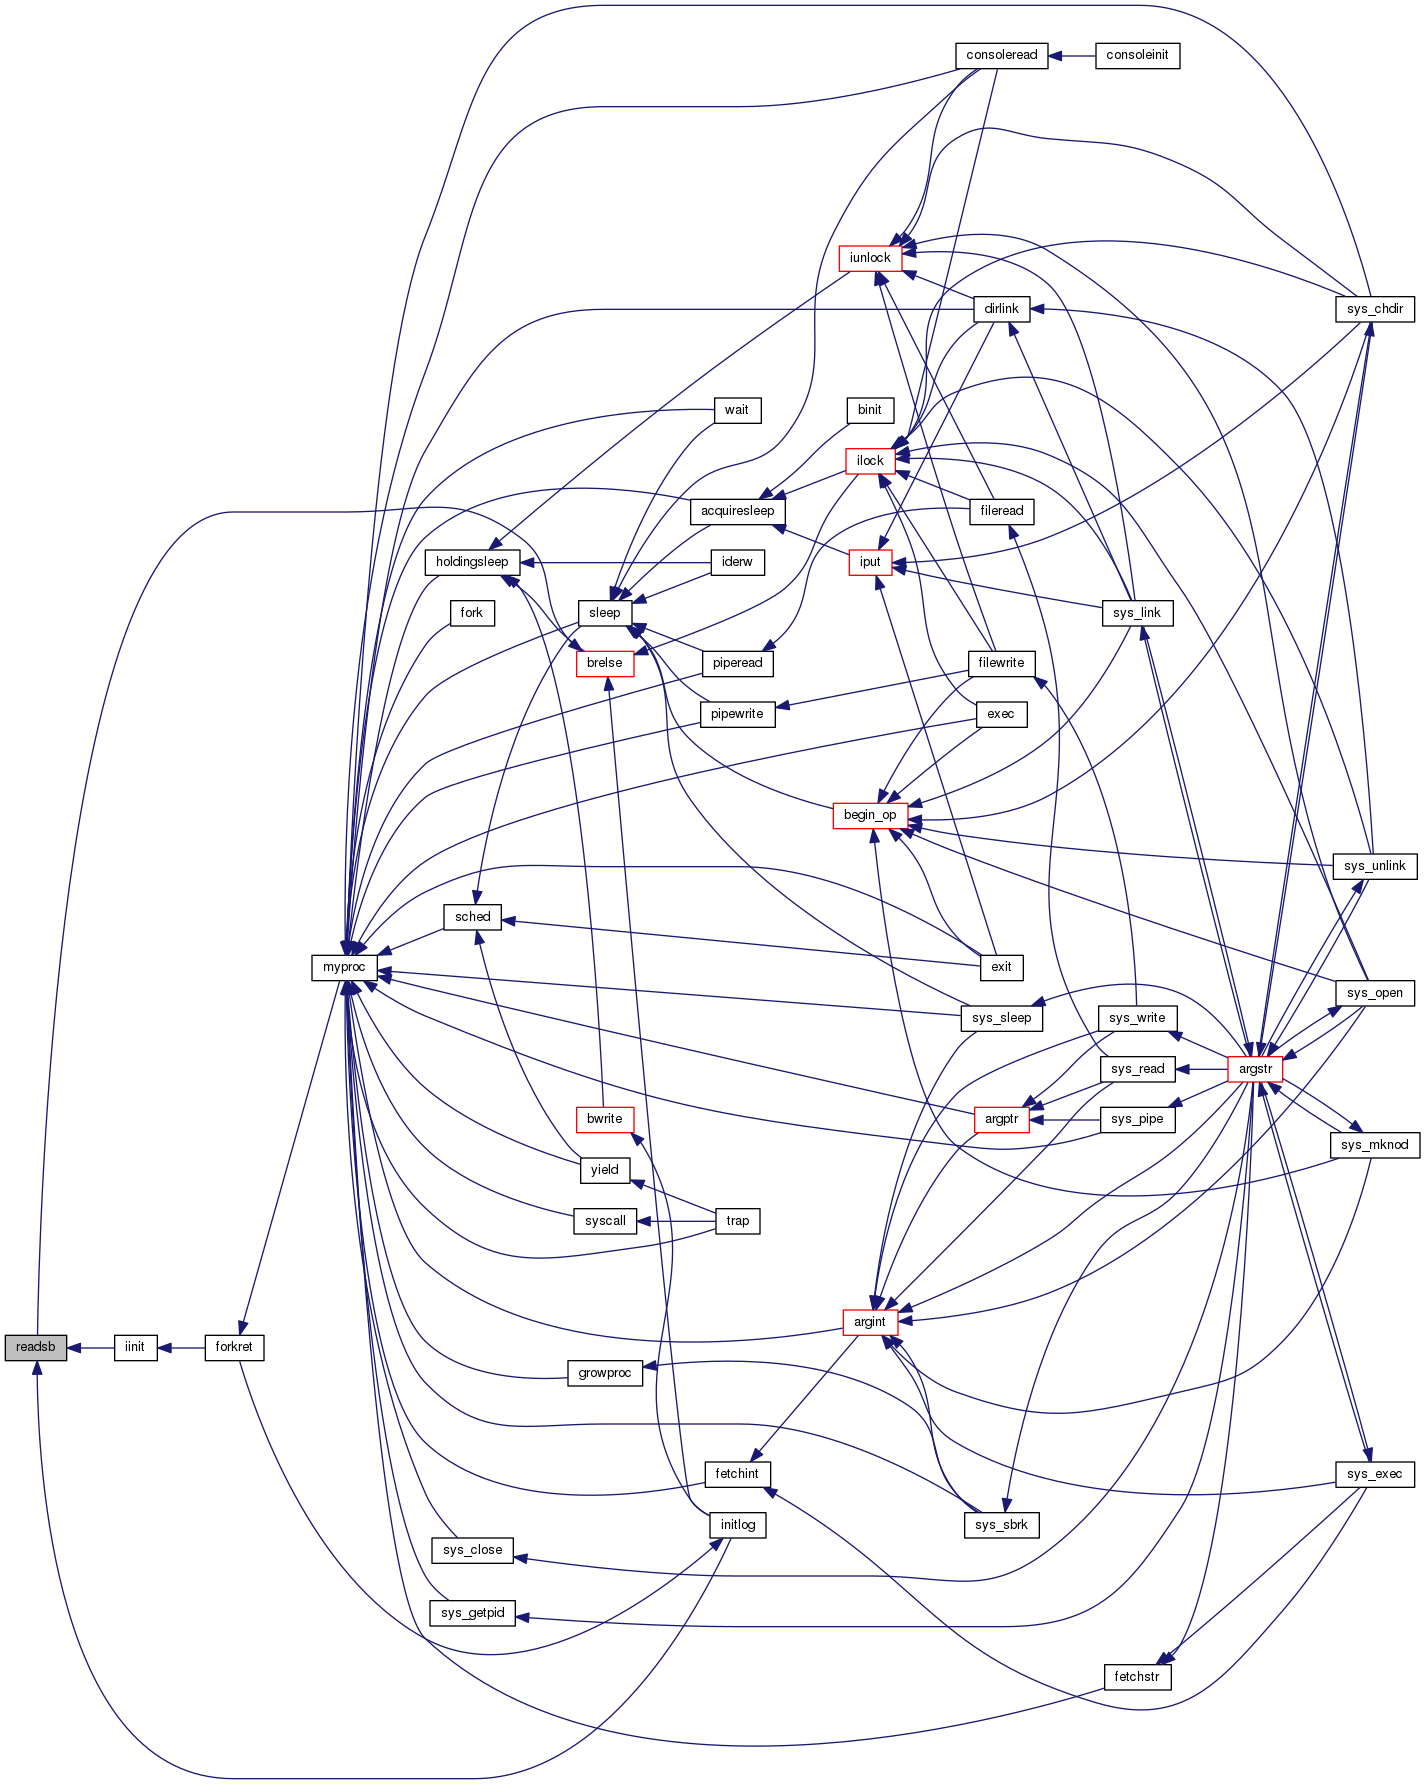 consoleread
consoleinit
iunlock
dirlink
sys_chdir
wait
binit
ilock
acquiresleep
fileread
holdingsleep
iderw
iput
fork
sleep
sys_link
brelse
piperead
filewrite
pipewrite
exec
begin_op
sys_unlink
sched
myproc
exit
sys_open
sys_sleep
sys_write
sys_read
argstr
bwrite
argptr
sys_pipe
sys_mknod
yield
syscall
trap
argint
readsb
iinit
forkret
growproc
fetchint
sys_exec
initlog
sys_sbrk
sys_close
sys_getpid
fetchstr